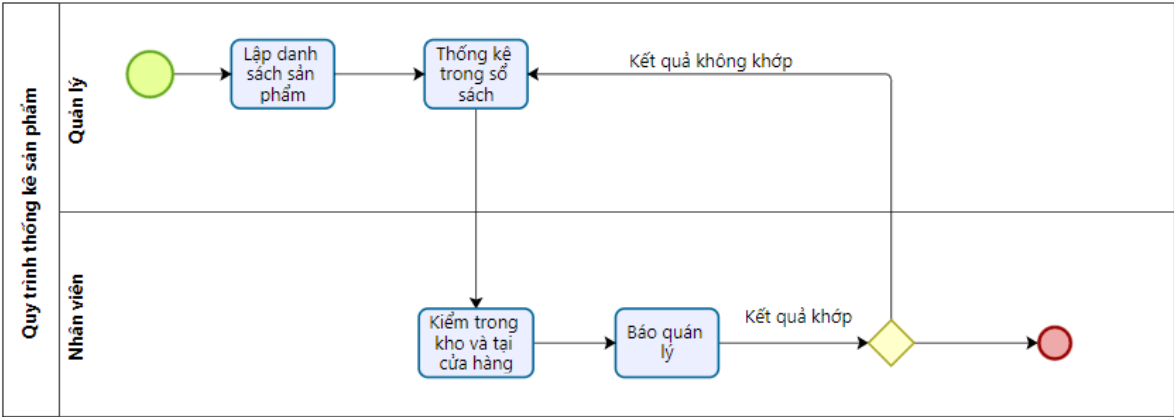 Quy trình thống kê sản phẩm
Quản lý
Lập danh
sách sản
phẩm
Thống kê
trong sổ
sách
Kết quả không khớp
Nhân viên
Kiểm trong
kho và tại
cửa hàng
Báo quán
lý
Kết quả khớp